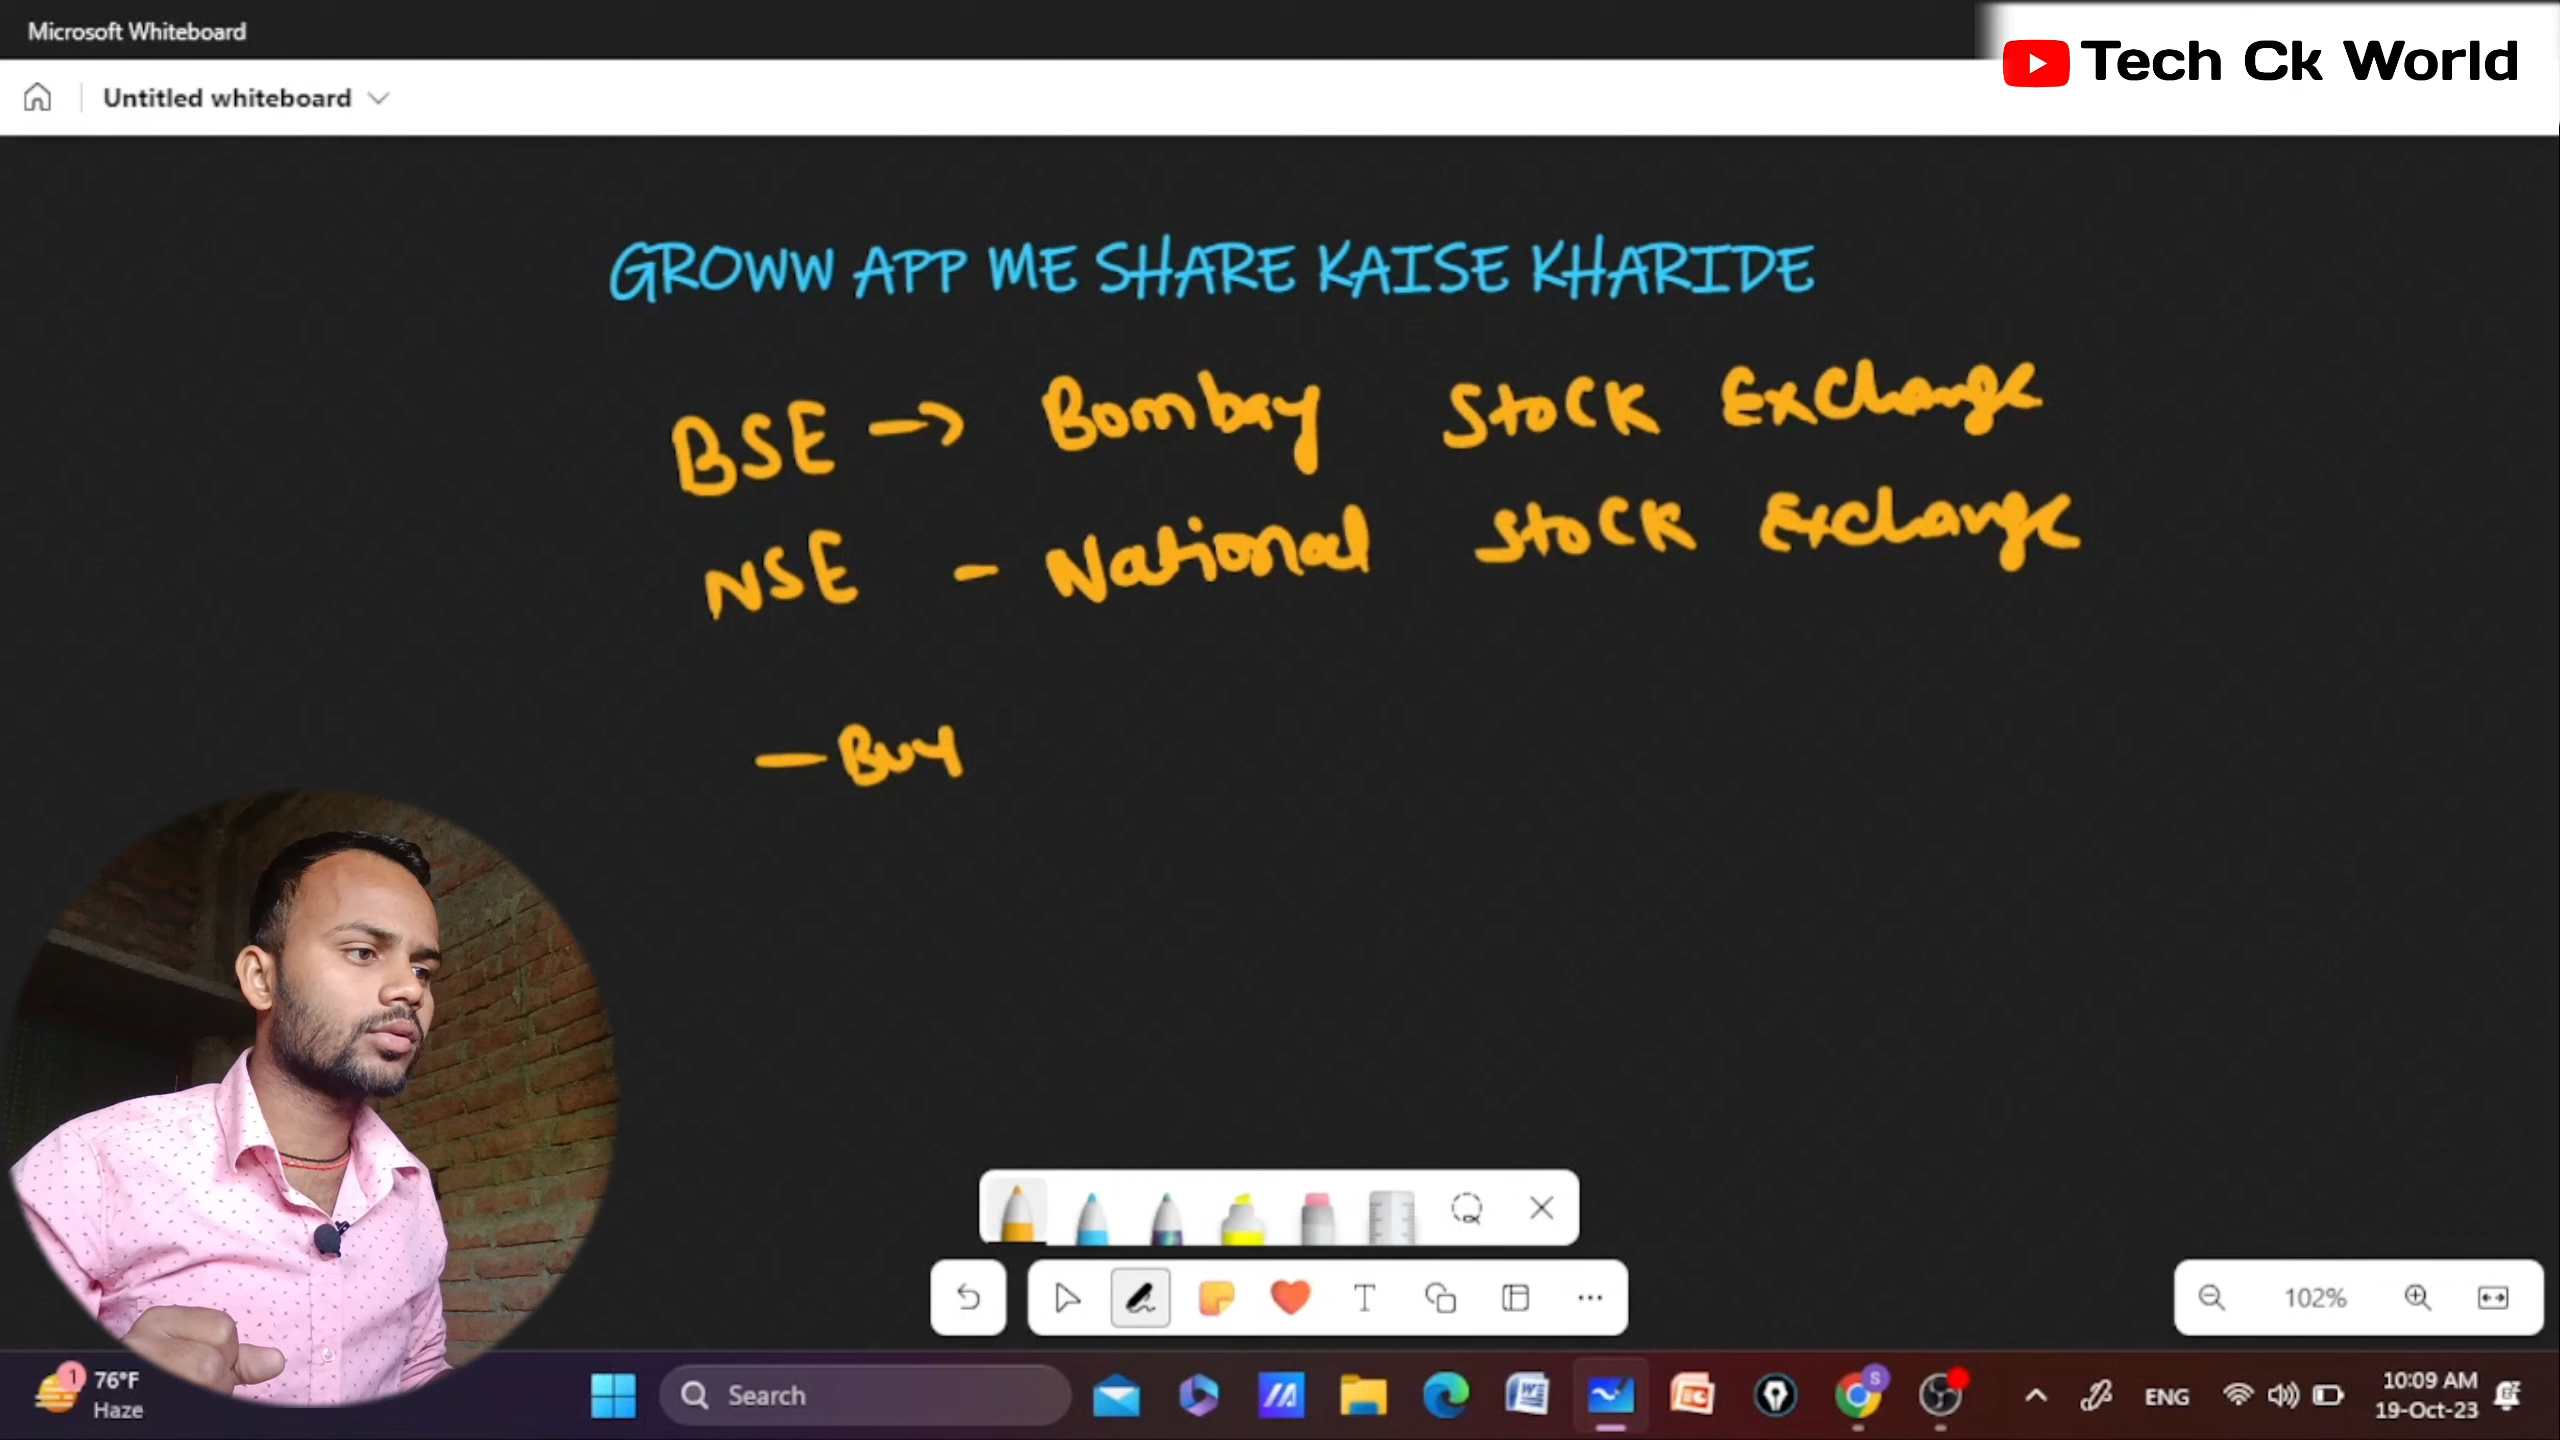 Microsoft Whiteboard
Tech Ck World
Untitled whiteboard
GROWW APP ME SHARE KAISE KHARIDE
BSE → Bombay Stock Exchange
NSE - National Stock Exchange
- Buy
102%
1
76°F
Haze
Search
S
ENG
10:09 AM
19-Oct-23